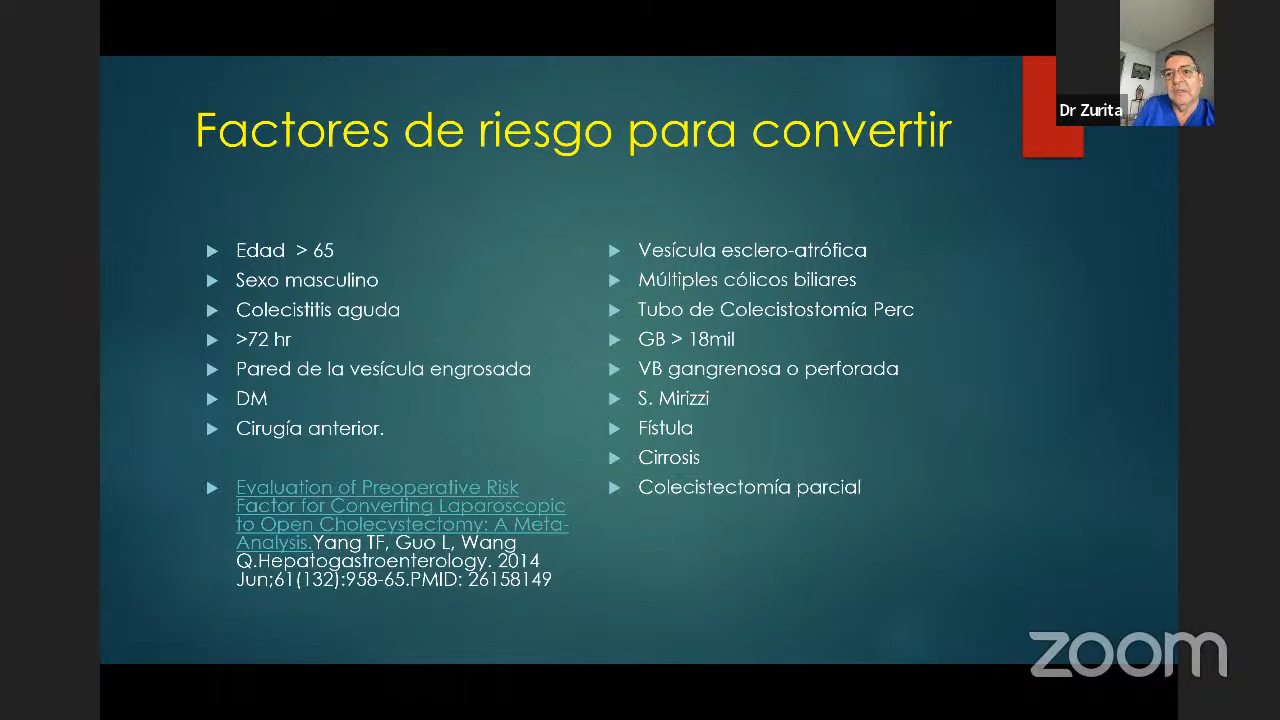 Factores de riesgo para convertir
Dr Zurita
Edad > 65
Sexo masculino
Colecistitis aguda
>72 hr
Pared de la vesícula engrosada
DM
Cirugía anterior.
Evaluation of Preoperative Risk
Factor for Converting Laparoscopic
to Open Cholecystectomy: A Meta-
Analysis.Yang TF, Guo L, Wang
Q.Hepatogastroenterology. 2014
Jun;61(132):958-65.PMID: 26158149
Vesícula esclero-atrófica
Múltiples cólicos biliares
Tubo de Colecistostomía Perc
GB > 18mil
VB gangrenosa o perforada
S. Mirizzi
Fístula
Cirrosis
Colecistectomía parcial
zoom